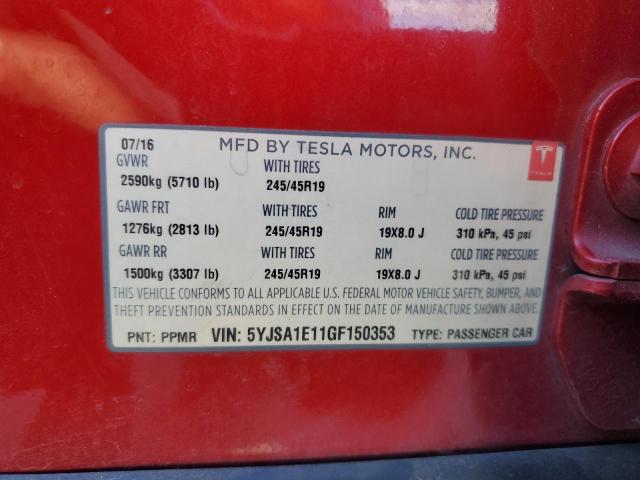 07/16 MFD BY TESLA MOTORS, INC.
GVWR WITH TIRES
2590kg (5710 lb) 245/45R19
TESLA
GAWR FRT WITH TIRES RIM COLD TIRE PRESSURE
1276kg (2813 lb) 245/45R19 19X8.0 J 310 kPa, 45 psi
GAWR RR WITH TIRES RIM COLD TIRE PRESSURE
1500kg (3307 lb) 245/45R19 19X8.0 J 310 kPa, 45 psi
THIS VEHICLE CONFORMS TO ALL APPLICABLE U.S. FEDERAL MOTOR VEHICLE SAFETY, BUMPER, AND
THEFT PREVENTION STANDARDS IN EFFECT ON THE DATE OF MANUFACTURE SHOWN ABOVE.
PNT: PPMR VIN: 5YJSA1E11GF150353 TYPE: PASSENGER CAR